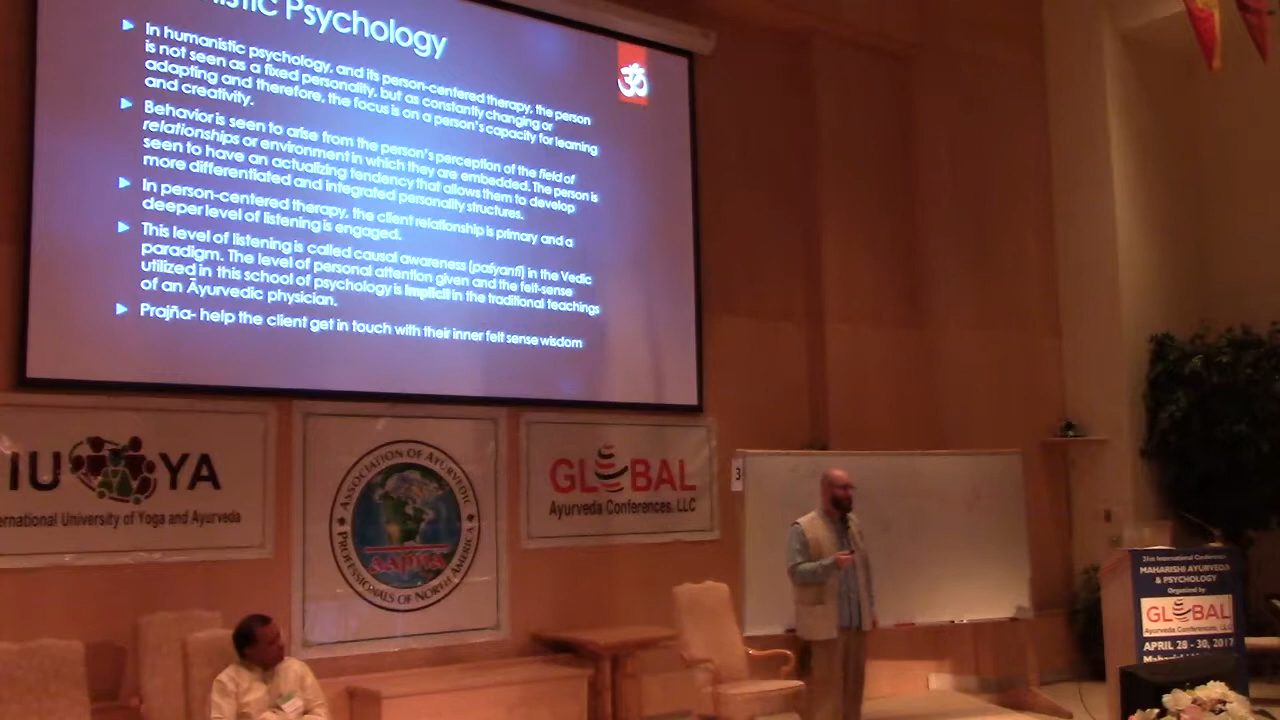 Psychology
In humanistic psychology, and its person-centered therapy, the person
is not seen as a fixed personality, but as constantly changing or
adapting and therefore, the focus is on a person's capacity for learning
and creativity.
Behavior is seen to arise from the person's perception of the field of
relationships or environment in which they are embedded. The person is
seen to have an actualizing tendency that allows them to develop
more differentiated and integrated personality structures.
In person-centered therapy, the client relationship is primary and a
deeper level of listening is engaged.
This level of listening is called causal awareness (paśyantī) in the Vedic
paradigm. The level of personal attention given and the felt-sense
utilized in this school of psychology is implicit in the traditional teachings
of an Āyurvedic physician.
Prajña- help the client get in touch with their inner felt sense wisdom
ॐ
IU YA
ernational University of Yoga and Ayurveda
ASSOCIATION OF AYURVEDIC
PROFESSIONALS OF NORTH AMERICA
AAPNA
GLOBAL
Ayurveda Conferences, LLC
3
21st International Conference
MAHARISHI AYURVEDA
& PSYCHOLOGY
Organized by
GLOBAL
Ayurveda Conferences, LLC
APRIL 28 - 30, 2017